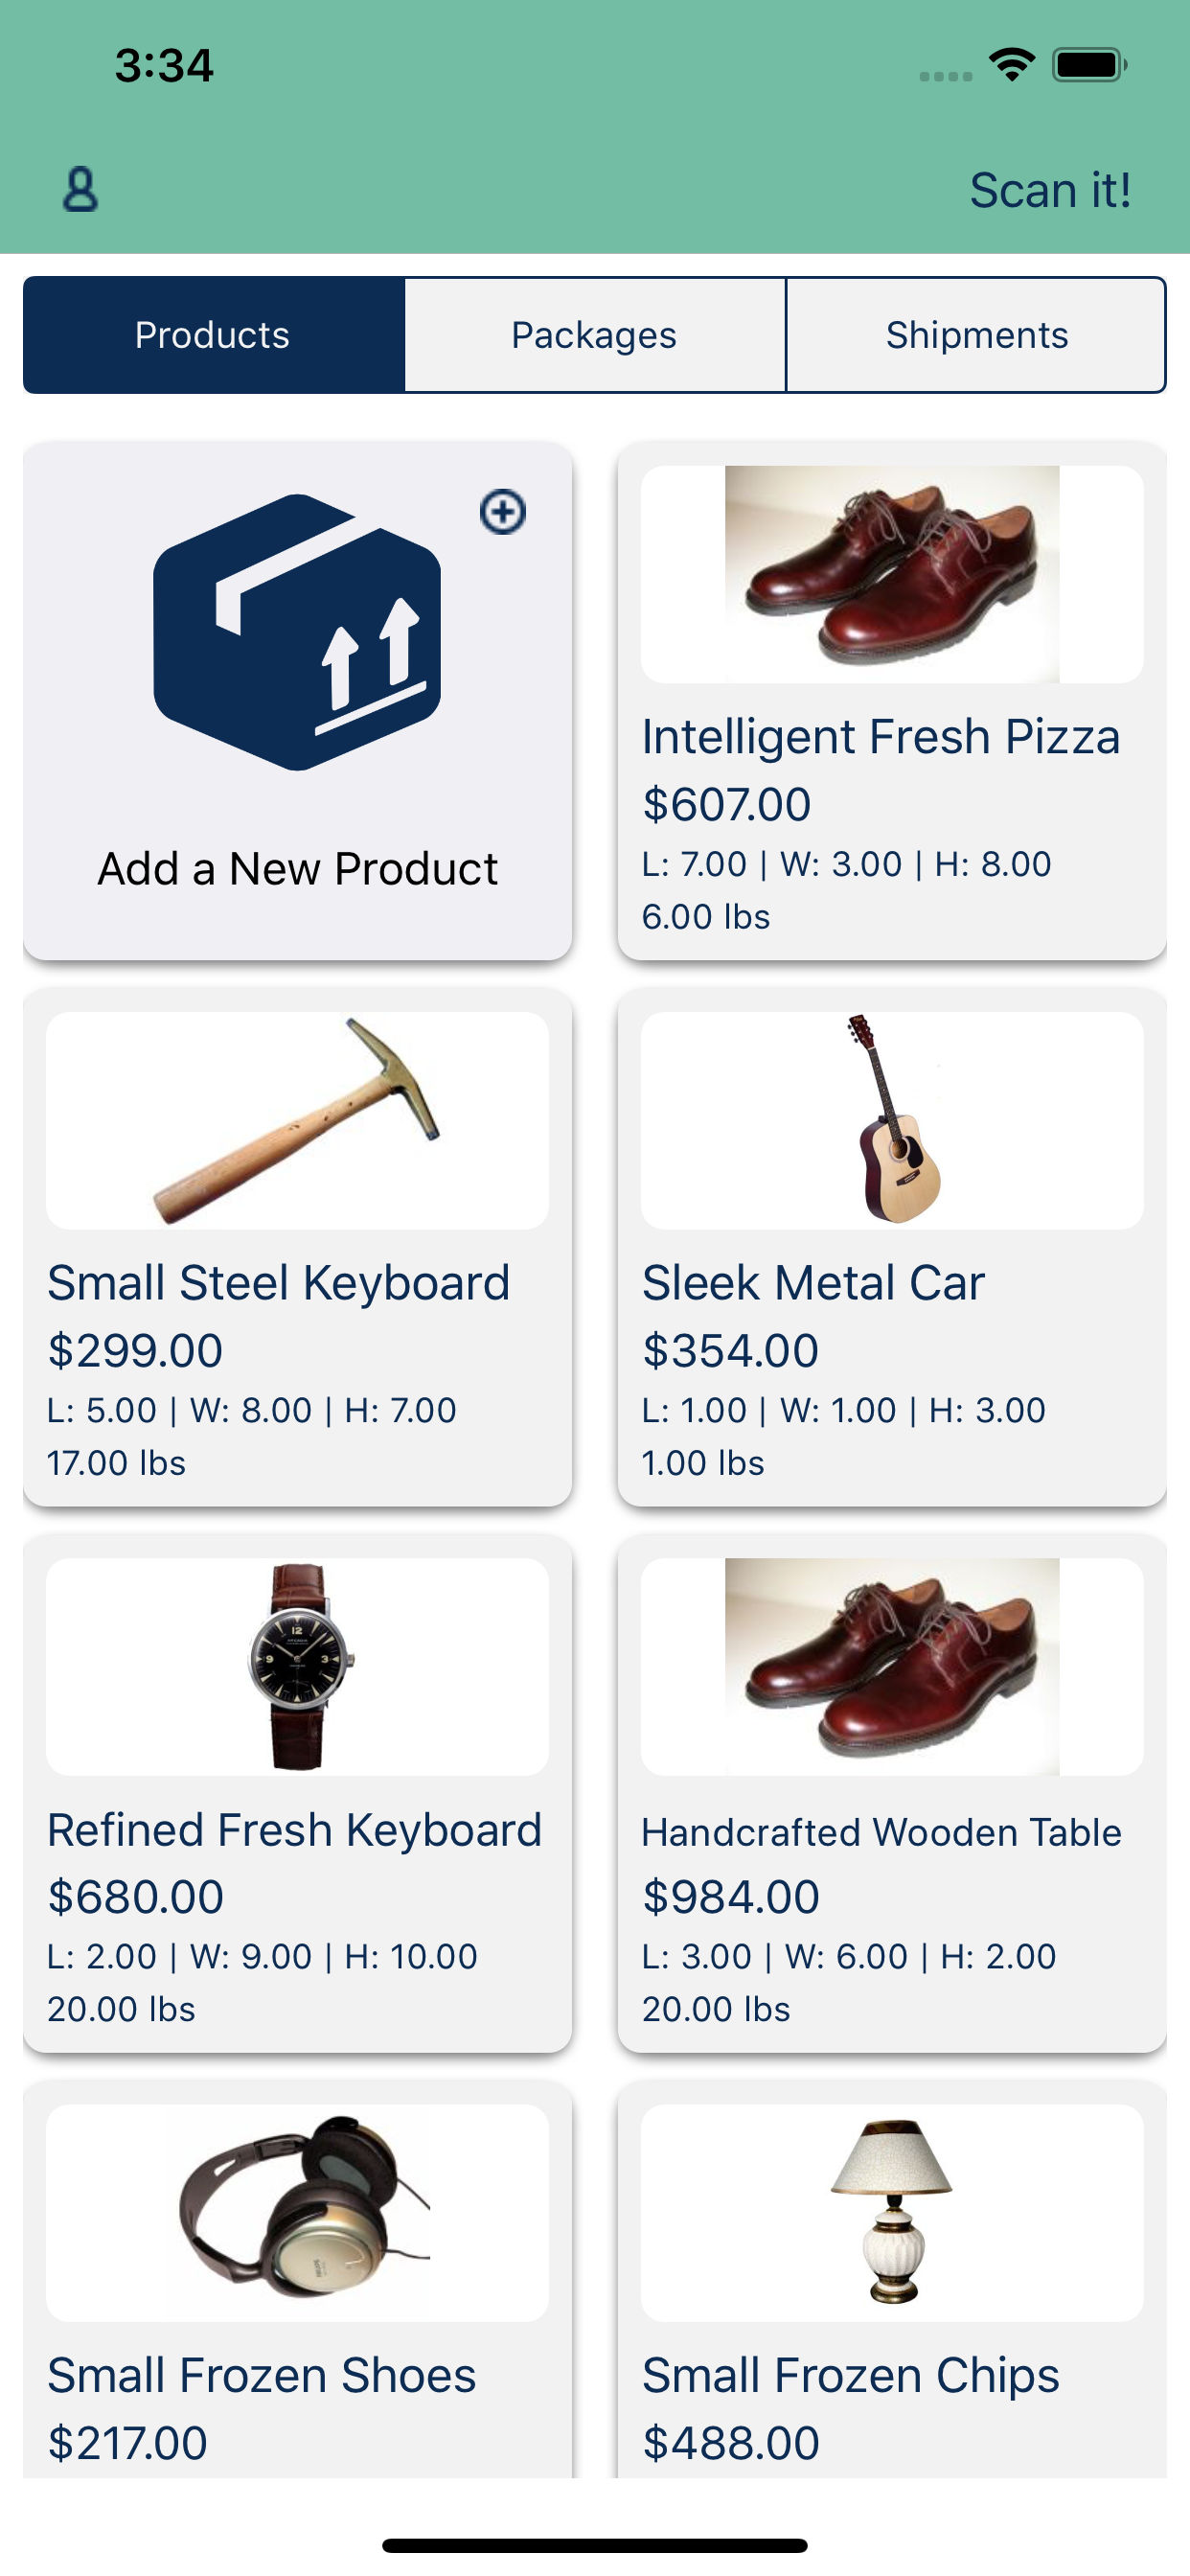 3:34
Scan it!
Products
Packages
Shipments
Add a New Product
Intelligent Fresh Pizza
$607.00
L: 7.00 | W: 3.00 | H: 8.00
6.00 lbs
Small Steel Keyboard
$299.00
L: 5.00 | W: 8.00 | H: 7.00
17.00 lbs
Sleek Metal Car
$354.00
L: 1.00 | W: 1.00 | H: 3.00
1.00 lbs
12
9
3
Refined Fresh Keyboard
$680.00
L: 2.00 | W: 9.00 | H: 10.00
20.00 lbs
Handcrafted Wooden Table
$984.00
L: 3.00 | W: 6.00 | H: 2.00
20.00 lbs
Small Frozen Shoes
$217.00
Small Frozen Chips
$488.00